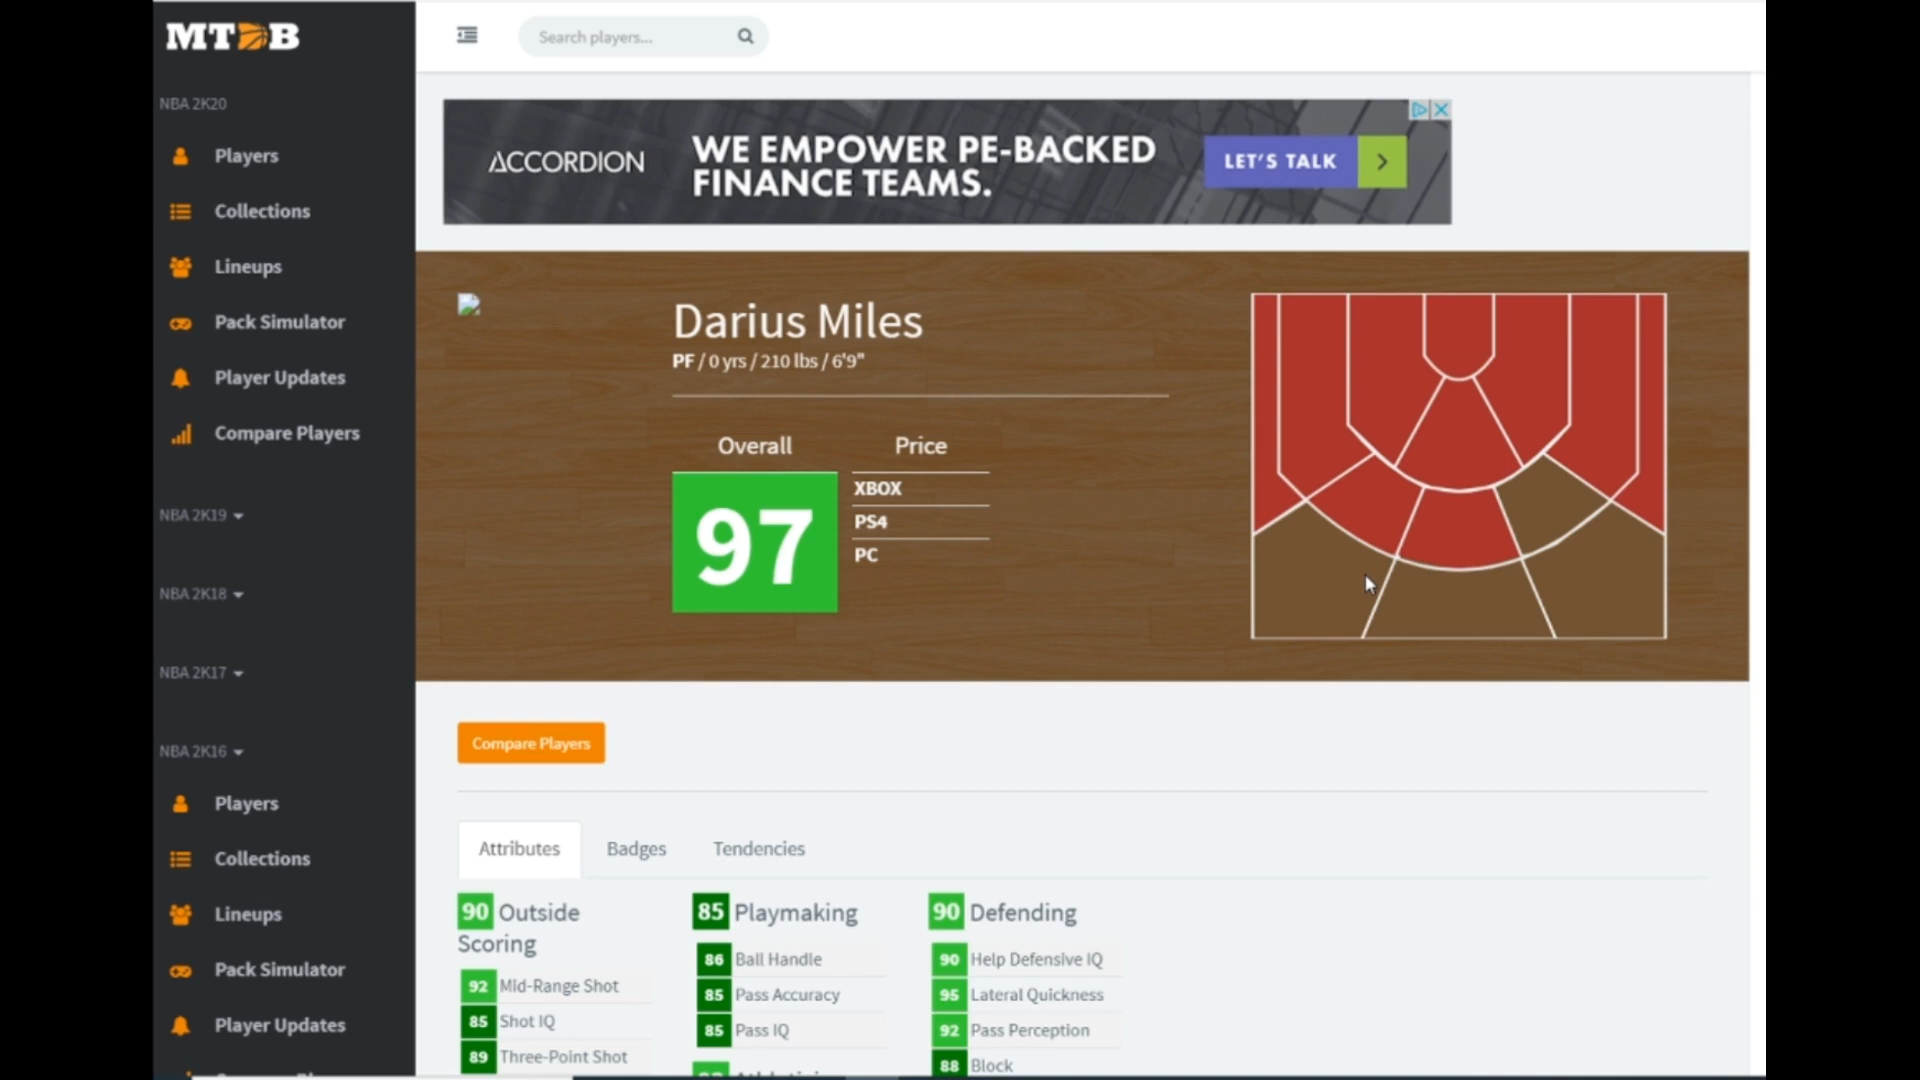 MTDB
Search players...
NBA 2K20
Players
Collections
Lineups
Pack Simulator
Player Updates
Compare Players
NBA 2K19
NBA 2K18
NBA 2K17
NBA 2K16
Players
Collections
Lineups
Pack Simulator
Player Updates
ACCORDION
WE EMPOWER PE-BACKED
FINANCE TEAMS.
LET'S TALK
Darius Miles
PF / 0 yrs / 210 lbs / 6'9"
Overall
97
Price
XBOX
PS4
PC
Compare Players
Attributes
Badges
Tendencies
90 Outside
Scoring
92 Mid-Range Shot
85 Shot IQ
89 Three-Point Shot
85 Playmaking
86 Ball Handle
85 Pass Accuracy
85 Pass IQ
90 Defending
90 Help Defensive IQ
95 Lateral Quickness
92 Pass Perception
88 Block